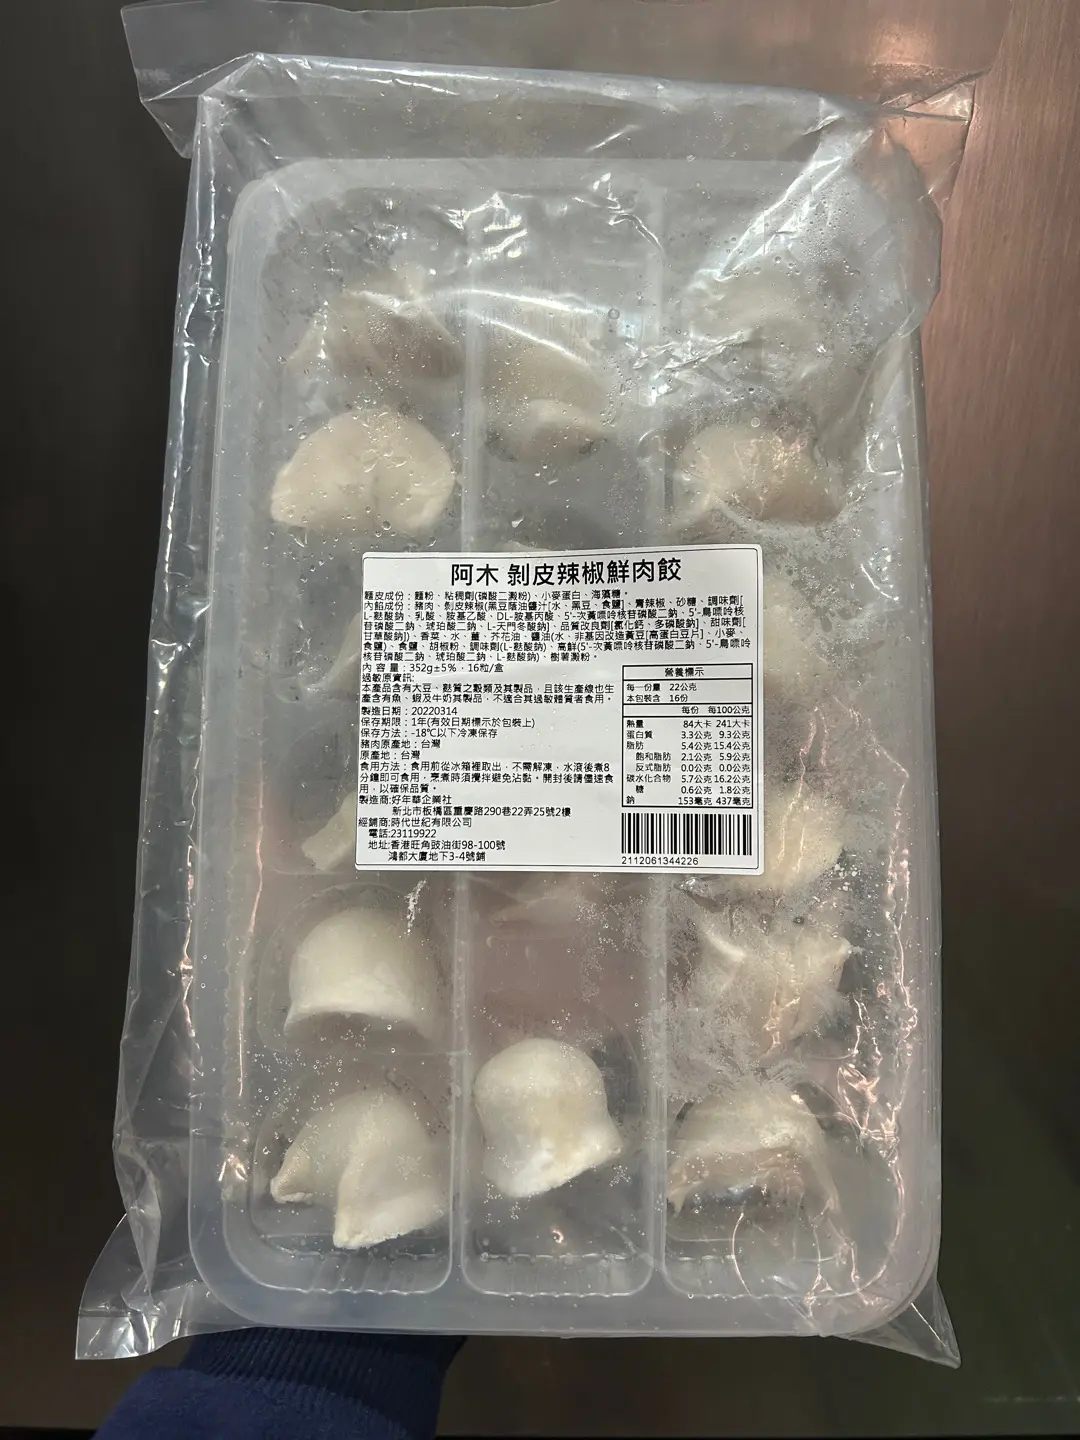 阿木 剝皮辣椒鮮肉餃
麵皮成份：麵粉、粘稠劑(磷酸二澱粉)、小麥蛋白、海藻糖。
內餡成份：豬肉、剝皮辣椒(黑豆蔭油醬汁[水、黑豆、食鹽]、青辣椒、砂糖、調味劑[
L-麩酸鈉、乳酸、胺基乙酸、DL-胺基丙酸、5'-次黃嘌呤核苷磷酸二鈉、5'-鳥嘌呤核
苷磷酸二鈉、琥珀酸二鈉、L-天門冬酸鈉]、品質改良劑[氯化鈣、多磷酸鈉]、甜味劑[
甘草酸鈉])、香菜、水、薑、芥花油、醬油(水、非基因改造黃豆[高蛋白豆片]、小麥、
食鹽)、食鹽、胡椒粉、調味劑(L-麩酸鈉)、高鮮(5'-次黃嘌呤核苷磷酸二鈉、5'-鳥嘌呤
核苷磷酸二鈉、琥珀酸二鈉、L-麩酸鈉)、樹薯澱粉。
內 容 量：352g±5%，16粒/盒
過敏原資訊:
本產品含有大豆、麩質之穀類及其製品，且該生產線也生
產含有魚、蝦及牛奶其製品，不適合其過敏體質者食用。
製造日期：20220314
保存期限：1年(有效日期標示於包裝上)
保存方法：-18℃以下冷凍保存
豬肉原產地：台灣
原產地：台灣
食用方法：食用前從冰箱裡取出，不需解凍，水滾後煮8
分鐘即可食用，烹煮時須攪拌避免沾黏。開封後請儘速食
用，以確保品質。
製造商:好年華企業社
新北市板橋區重慶路290巷22弄25號2樓
經銷商:時代世紀有限公司
電話:23119922
地址:香港旺角豉油街98-100號
鴻都大廈地下3-4號鋪
營養標示
每一份量 22公克
本包裝含 16份
每份 每100公克
熱量 84大卡 241大卡
蛋白質 3.3公克 9.3公克
脂肪 5.4公克 15.4公克
飽和脂肪 2.1公克 5.9公克
反式脂肪 0.0公克 0.0公克
碳水化合物 5.7公克 16.2公克
糖 0.6公克 1.8公克
鈉 153毫克 437毫克
2112061344226